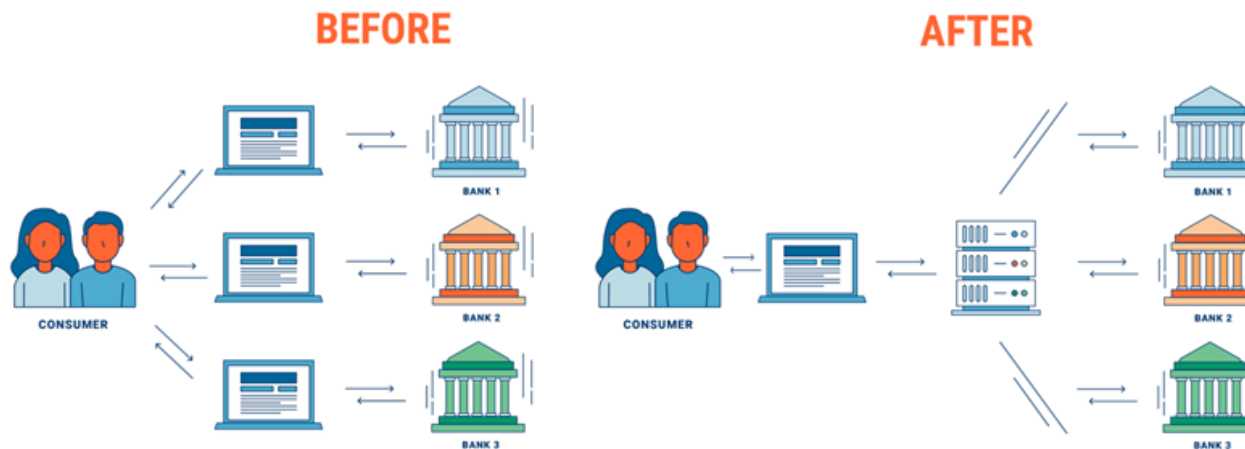 BEFORE
AFTER
BANK 1
BANK 1
CONSUMER
BANK 2
CONSUMER
BANK 2
BANK 3
BANK 3